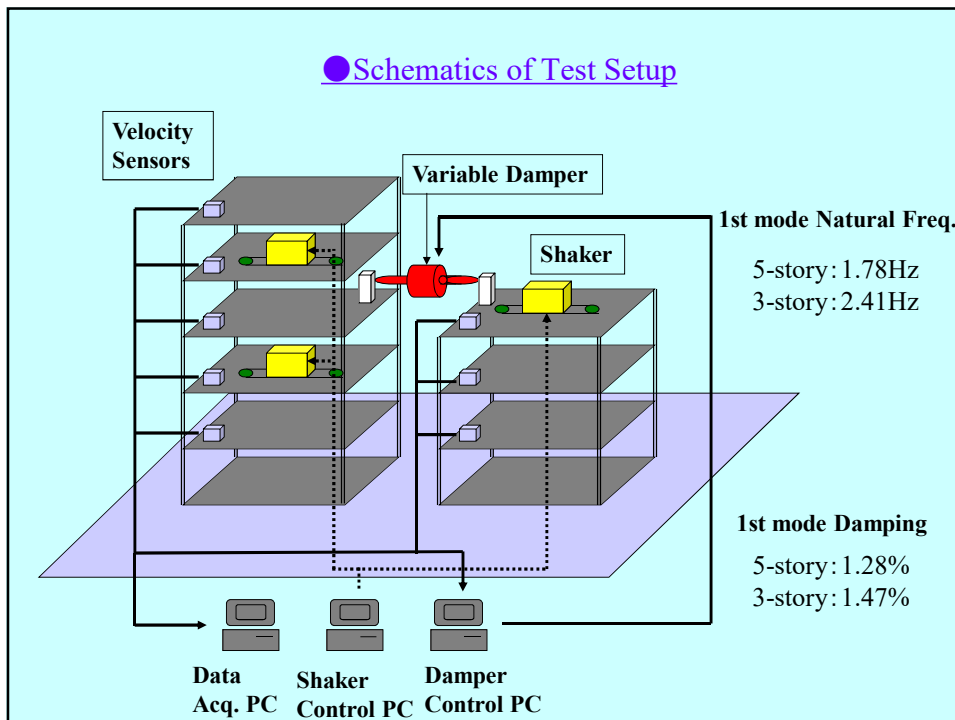 ●Schematics of Test Setup
Velocity
Sensors
Variable Damper
Shaker
1st mode Natural Freq.
5-story：1.78Hz
3-story：2.41Hz
1st mode Damping
5-story：1.28%
3-story：1.47%
Data
Acq. PC
Shaker
Control PC
Damper
Control PC